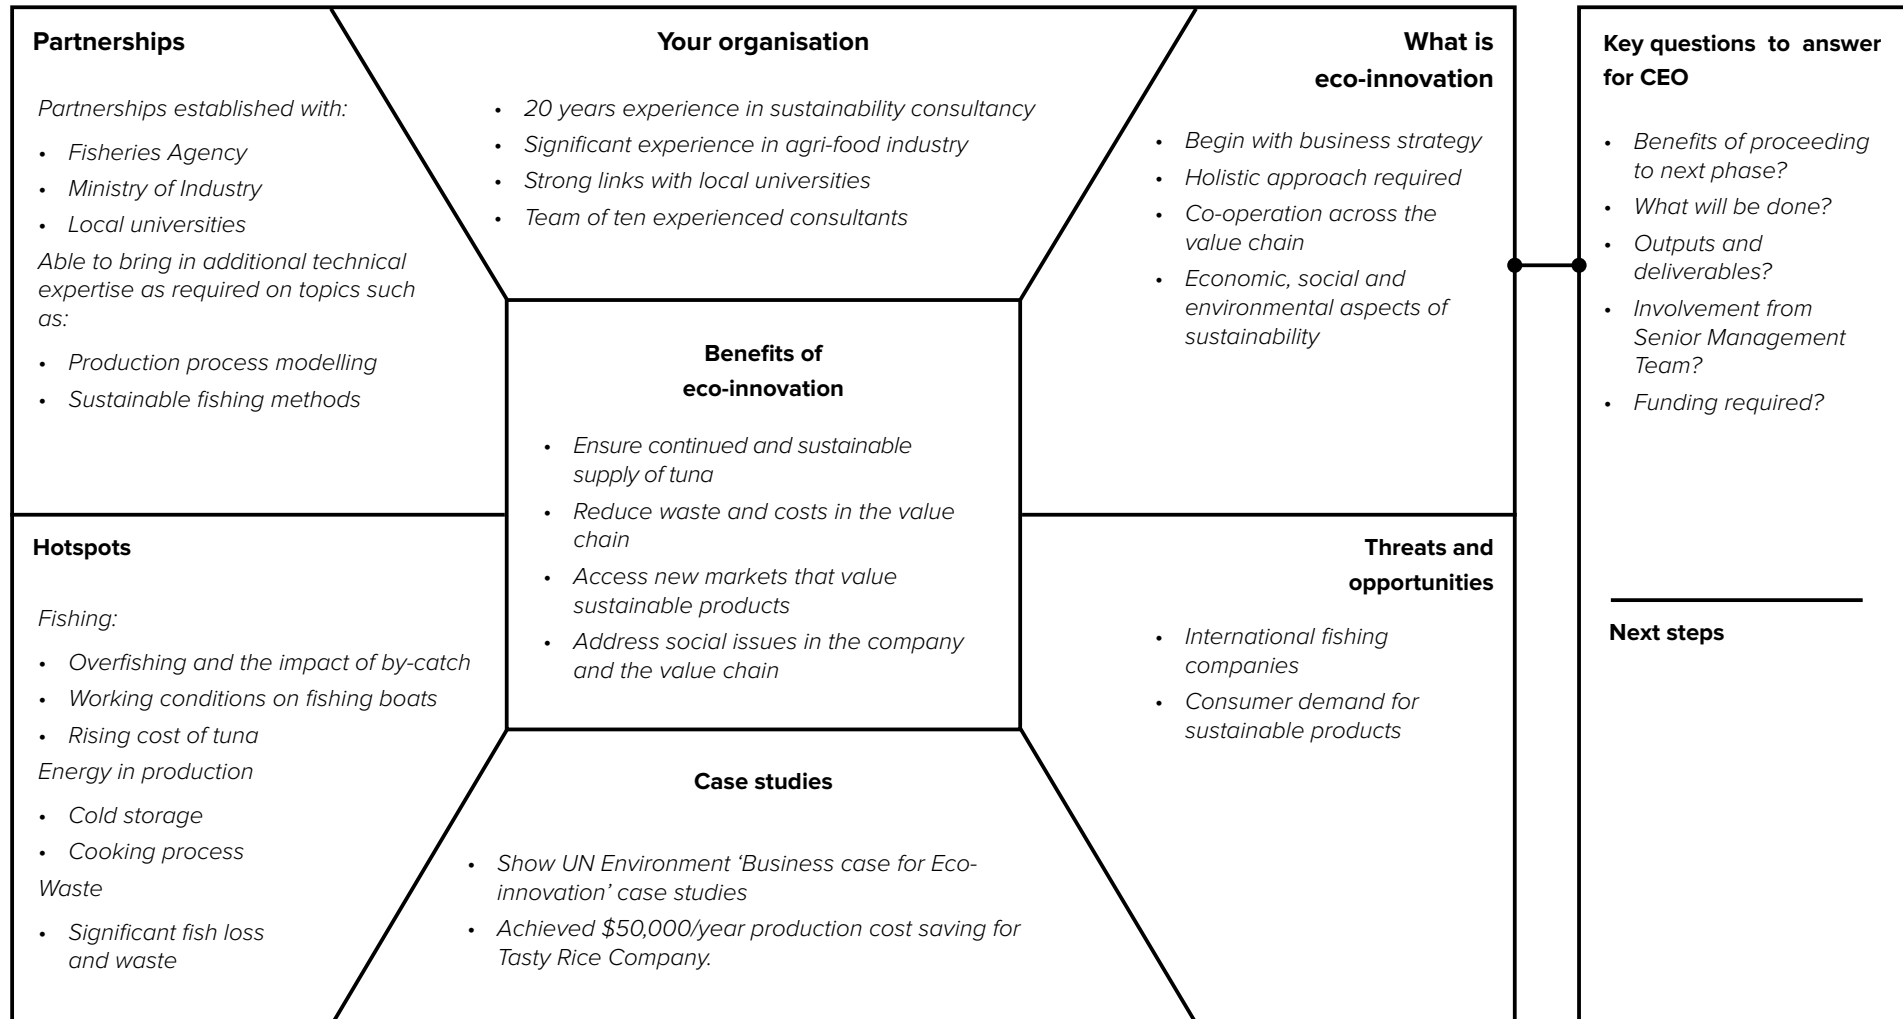 Partnerships
Partnerships established with:
• Fisheries Agency
• Ministry of Industry
• Local universities
Able to bring in additional technical
expertise as required on topics such
as:
• Production process modelling
• Sustainable fishing methods
Your organisation
• 20 years experience in sustainability consultancy
• Significant experience in agri-food industry
• Strong links with local universities
• Team of ten experienced consultants
What is
eco-innovation
• Begin with business strategy
• Holistic approach required
• Co-operation across the
value chain
• Economic, social and
environmental aspects of
sustainability
Benefits of
eco-innovation
• Ensure continued and sustainable
supply of tuna
• Reduce waste and costs in the value
chain
• Access new markets that value
sustainable products
• Address social issues in the company
and the value chain
Hotspots
Fishing:
• Overfishing and the impact of by-catch
• Working conditions on fishing boats
• Rising cost of tuna
Energy in production
• Cold storage
• Cooking process
Waste
• Significant fish loss
and waste
Case studies
• Show UN Environment ‘Business case for Eco-
innovation’ case studies
• Achieved $50,000/year production cost saving for
Tasty Rice Company.
Threats and
opportunities
• International fishing
companies
• Consumer demand for
sustainable products
Key questions to answer
for CEO
• Benefits of proceeding
to next phase?
• What will be done?
• Outputs and
deliverables?
• Involvement from
Senior Management
Team?
• Funding required?
Next steps